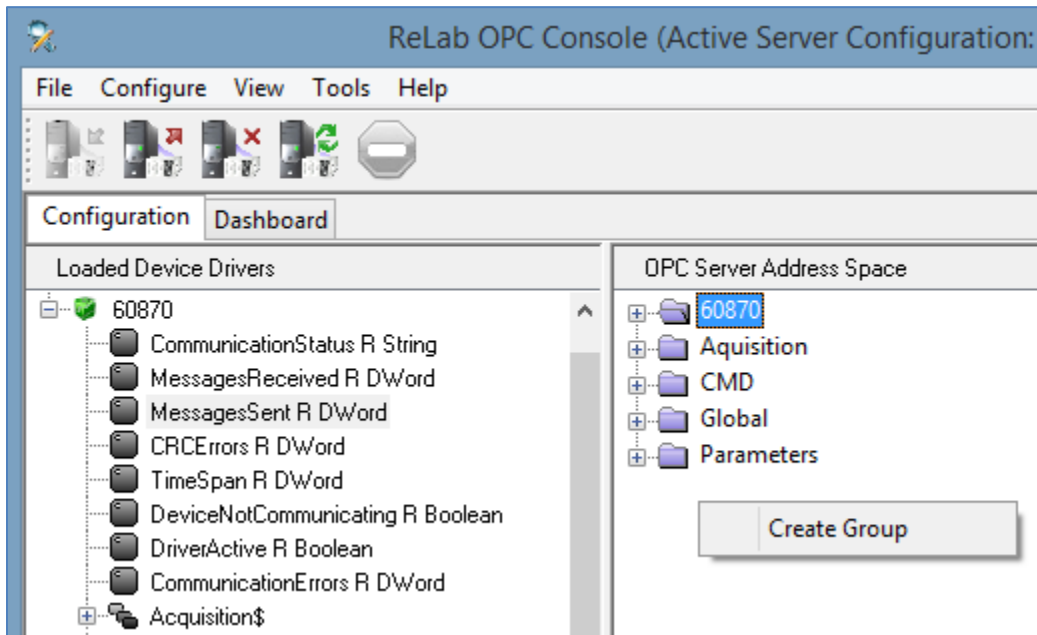 ReLab OPC Console (Active Server Configuration:
File Configure View Tools Help
Configuration Dashboard
Loaded Device Drivers
60870
CommunicationStatus R String
MessagesReceived R DWord
MessagesSent R DWord
CRCErrors R DWord
TimeSpan R DWord
DeviceNotCommunicating R Boolean
DriverActive R Boolean
CommunicationErrors R DWord
Acquisition$
OPC Server Address Space
60870
Aquisition
CMD
Global
Parameters
Create Group